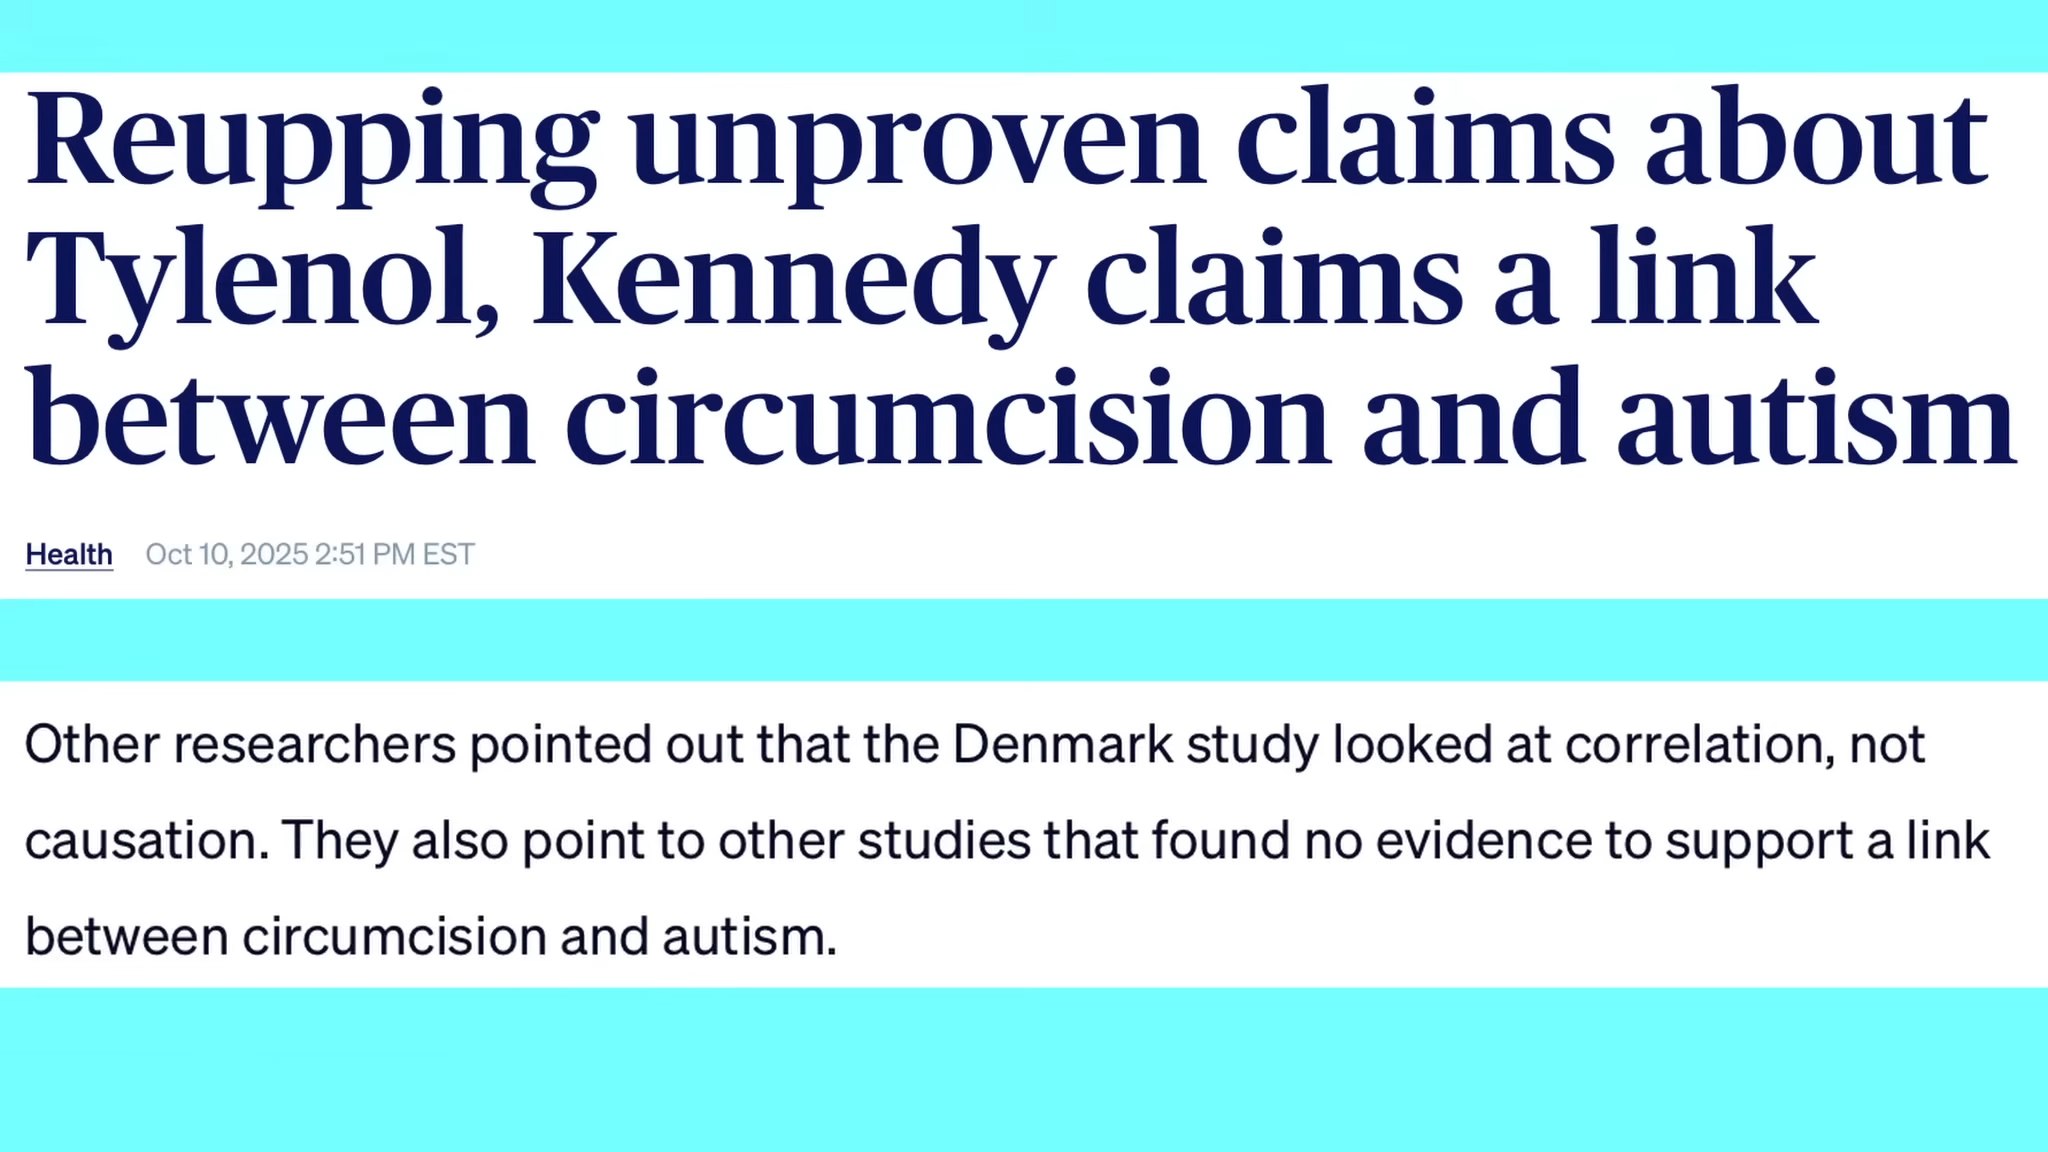 Reupping unproven claims about
Tylenol, Kennedy claims a link
between circumcision and autism
Health Oct 10, 2025 2:51 PM EST
Other researchers pointed out that the Denmark study looked at correlation, not
causation. They also point to other studies that found no evidence to support a link
between circumcision and autism.